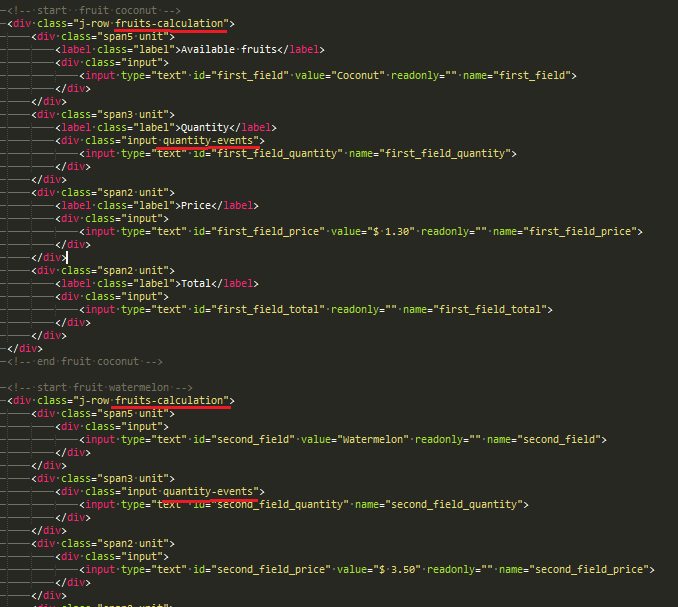 <!-- start fruit coconut -->
<div class="j-row fruits-calculation">
<div class="span5 unit">
<label class="label">Available fruits</label>
<div class="input">
<input type="text" id="first_field" value="Coconut" readonly="" name="first_field">
</div>
</div>
<div class="span3 unit">
<label class="label">Quantity</label>
<div class="input quantity-events">
<input type="text" id="first_field_quantity" name="first_field_quantity">
</div>
</div>
<div class="span2 unit">
<label class="label">Price</label>
<div class="input">
<input type="text" id="first_field_price" value="$ 1.30" readonly="" name="first_field_price">
</div>
</div>
<div class="span2 unit">
<label class="label">Total</label>
<div class="input">
<input type="text" id="first_field_total" readonly="" name="first_field_total">
</div>
</div>
</div>
<!-- end fruit coconut -->
<!-- start fruit watermelon -->
<div class="j-row fruits-calculation">
<div class="span5 unit">
<div class="input">
<input type="text" id="second_field" value="Watermelon" readonly="" name="second_field">
</div>
</div>
<div class="span3 unit">
<div class="input quantity-events">
<input type="text" id="second_field_quantity" name="second_field_quantity">
</div>
</div>
<div class="span2 unit">
<div class="input">
<input type="text" id="second_field_price" value="$ 3.50" readonly="" name="second_field_price">
</div>
</div>